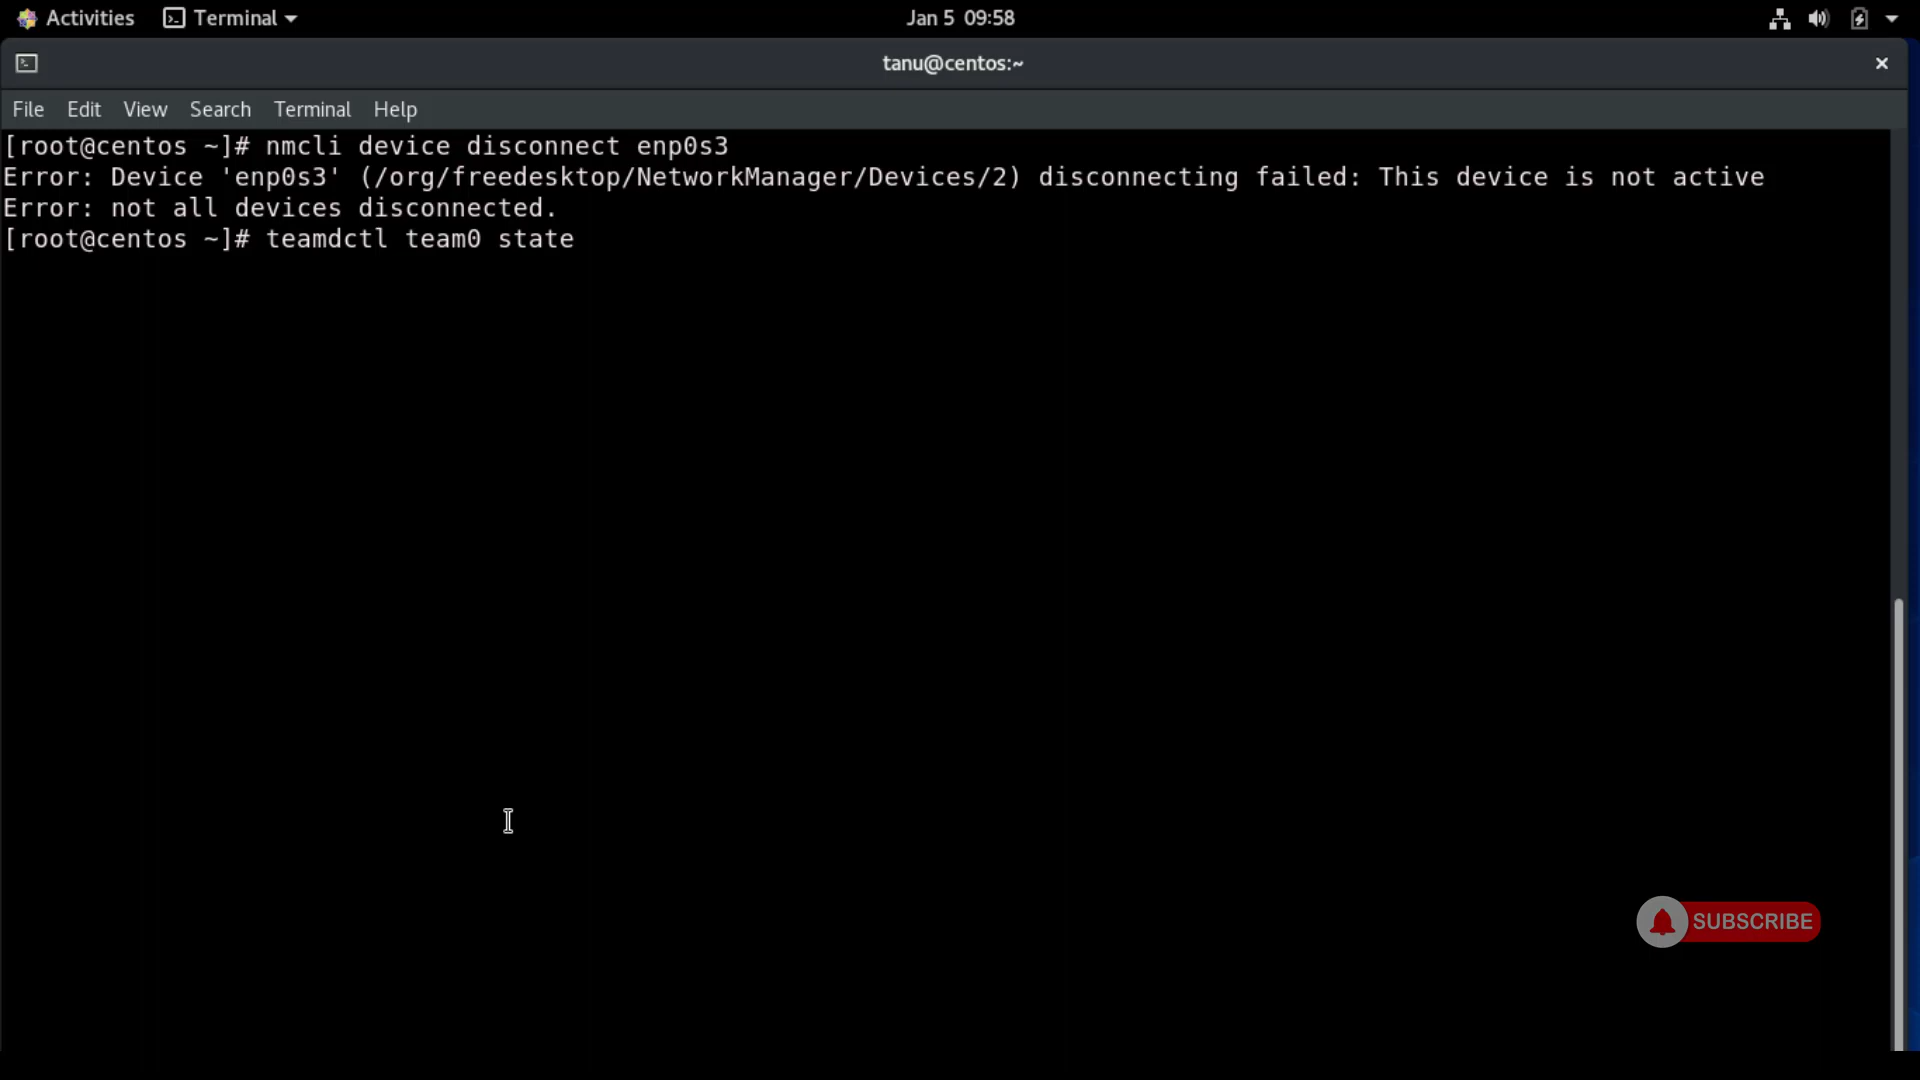 Activities Terminal Jan 5 09:58
tanu@centos:~
File Edit View Search Terminal Help
[root@centos ~]# nmcli device disconnect enp0s3
Error: Device 'enp0s3' (/org/freedesktop/NetworkManager/Devices/2) disconnecting failed: This device is not active
Error: not all devices disconnected.
[root@centos ~]# teamdctl team0 state
SUBSCRIBE